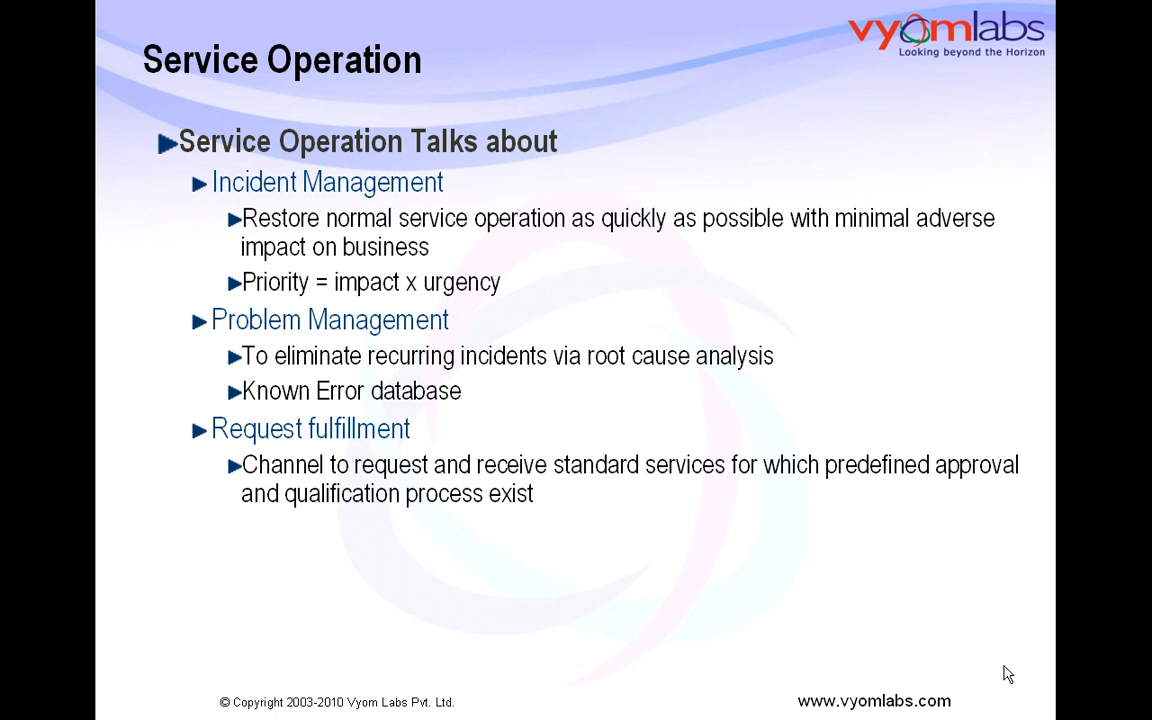 vyomlabs
Looking beyond the Horizon
Service Operation
Service Operation Talks about
Incident Management
Restore normal service operation as quickly as possible with minimal adverse
impact on business
Priority = impact x urgency
Problem Management
To eliminate recurring incidents via root cause analysis
Known Error database
Request fulfillment
Channel to request and receive standard services for which predefined approval
and qualification process exist
© Copyright 2003-2010 Vyom Labs Pvt. Ltd.
www.vyomlabs.com